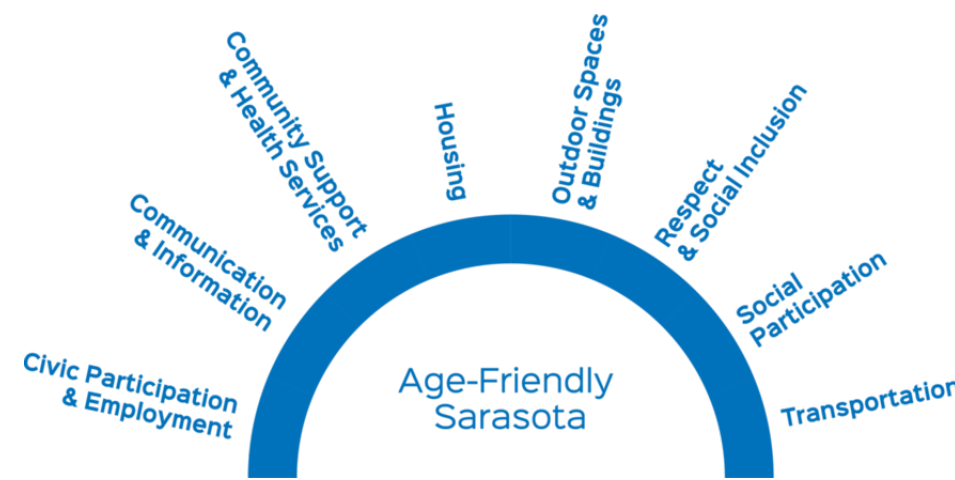 Civic Participation
& Employment
Communication
& Information
Community Support
& Health Services
Housing
Outdoor Spaces
& Buildings
Respect
& Social Inclusion
Social
Participation
Transportation
Age-Friendly
Sarasota